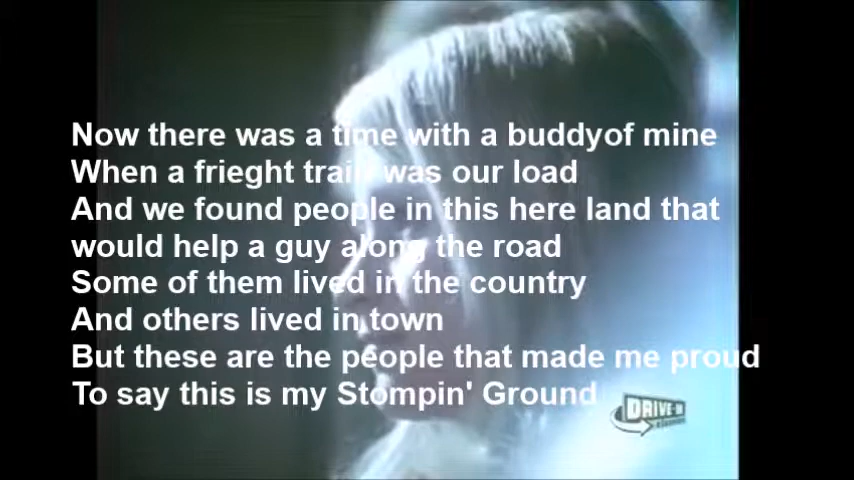 Now there was a time with a buddyof mine
When a frieght train was our load
And we found people in this here land that
would help a guy along the road
Some of them lived in the country
And others lived in town
But these are the people that made me proud
To say this is my Stompin' Ground
DRIVE-IN